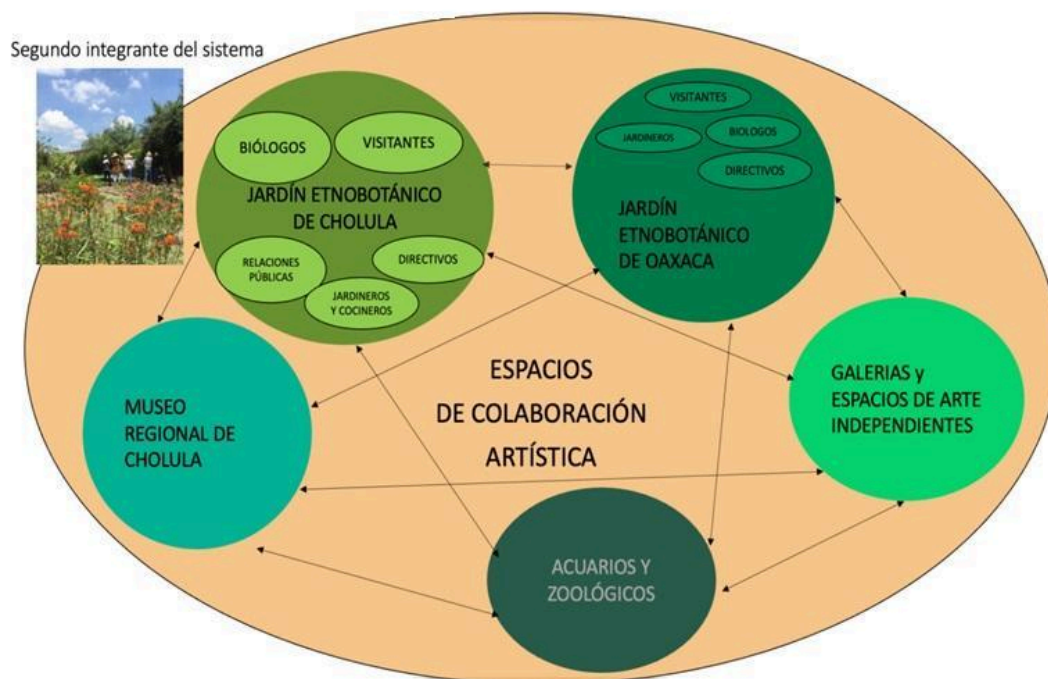 Segundo integrante del sistema
BIÓLOGOS
VISITANTES
JARDÍN ETNOBOTÁNICO
DE CHOLULA
RELACIONES
PÚBLICAS
DIRECTIVOS
JARDINEROS
Y COCINEROS
VISITANTES
JARDINEROS
BIOLOGOS
DIRECTIVOS
JARDÍN
ETNOBOTÁNICO
DE OAXACA
MUSEO
REGIONAL DE
CHOLULA
ESPACIOS
DE COLABORACIÓN
ARTÍSTICA
GALERIAS y
ESPACIOS DE ARTE
INDEPENDIENTES
ACUARIOS Y
ZOOLÓGICOS